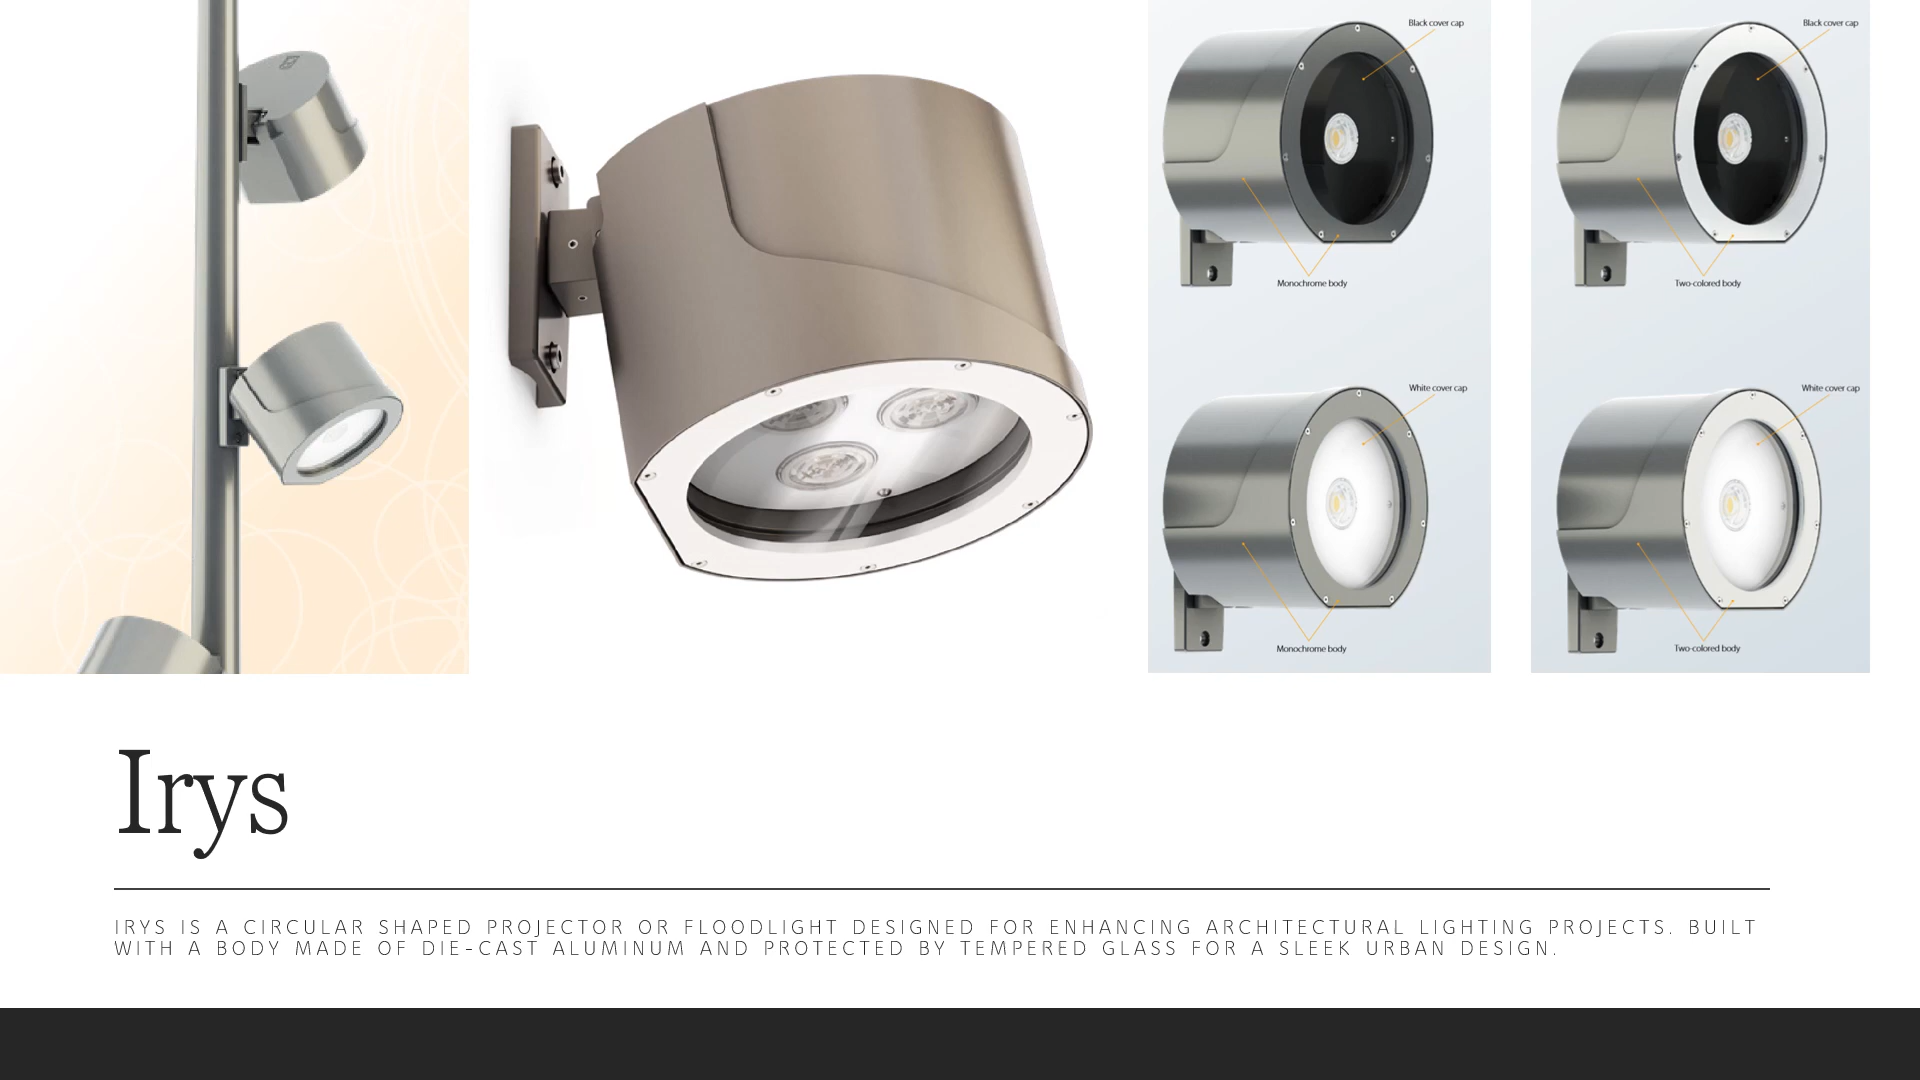 Black cover cap
Monochrome body
White cover cap
Monochrome body
Black cover cap
Two-colored body
White cover cap
Two-colored body
Irys
IRYS IS A CIRCULAR SHAPED PROJECTOR OR FLOODLIGHT DESIGNED FOR ENHANCING ARCHITECTURAL LIGHTING PROJECTS. BUILT
WITH A BODY MADE OF DIE-CAST ALUMINUM AND PROTECTED BY TEMPERED GLASS FOR A SLEEK URBAN DESIGN.